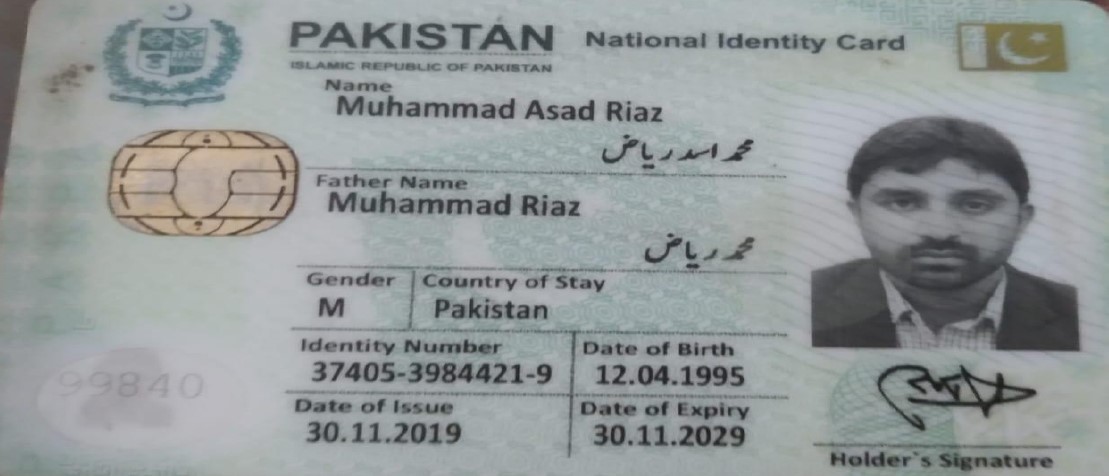 PAKISTAN National Identity Card
ISLAMIC REPUBLIC OF PAKISTAN
Name
Muhammad Asad Riaz
محمد اسد ریاض
Father Name
Muhammad Riaz
محمد ریاض
Gender Country of Stay
M Pakistan
Identity Number Date of Birth
37405-3984421-9 12.04.1995
Date of Issue Date of Expiry
30.11.2019 30.11.2029
99840
Holder`s Signature